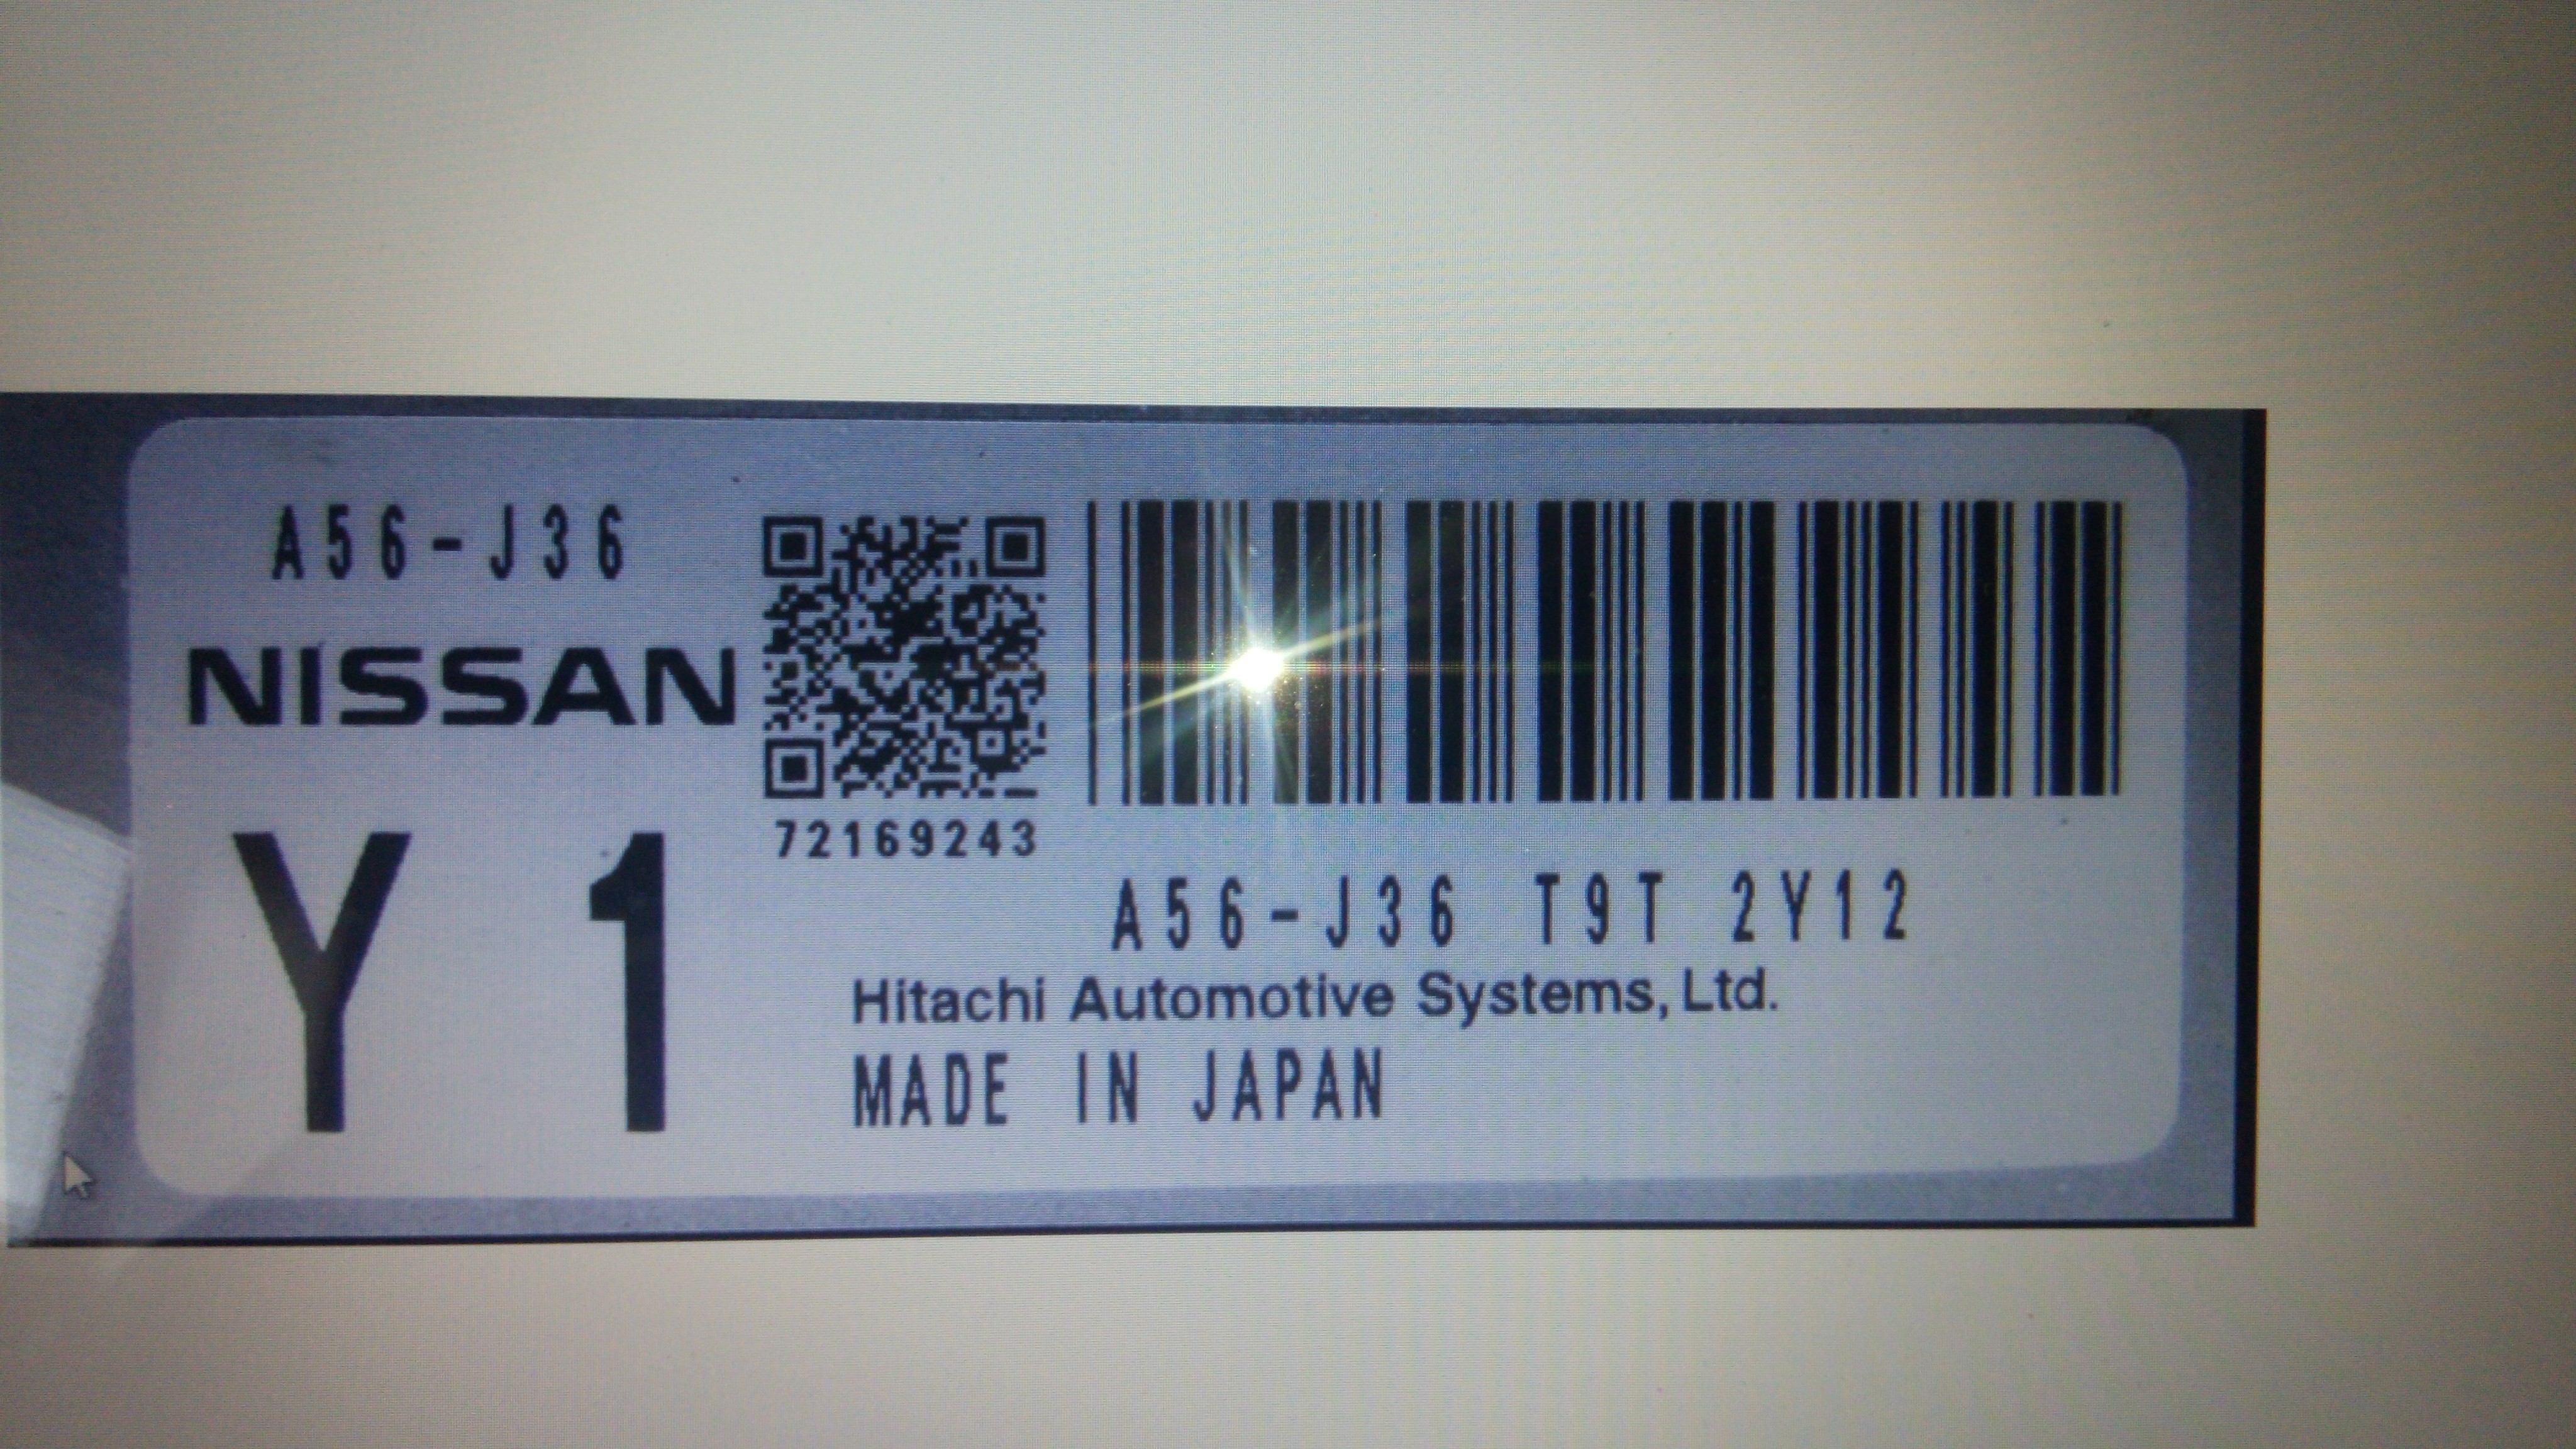 A56-J36
NISSAN
Y 1
72169243
A56-J36 T9T 2Y12
Hitachi Automotive Systems, Ltd.
MADE IN JAPAN